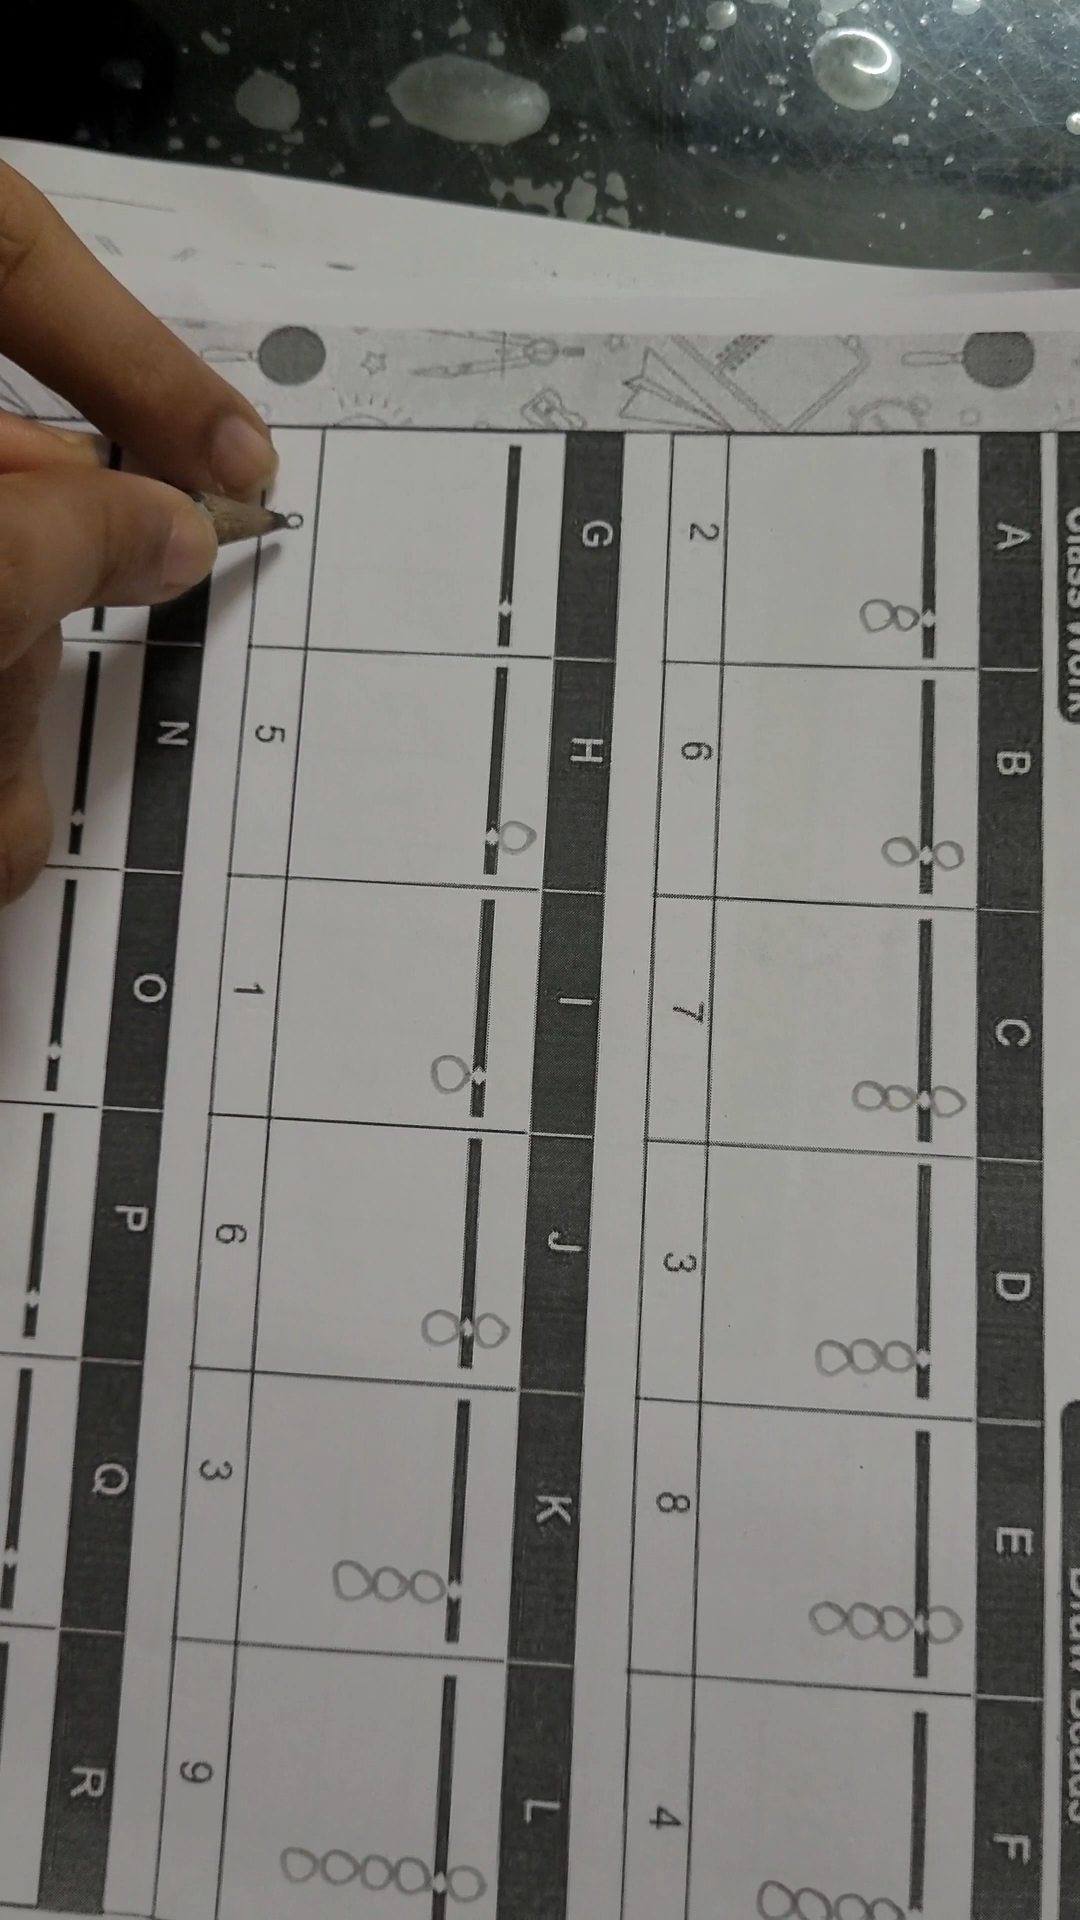 Class Work
Draw Beads
A B C D E F
2 6 7 3 8 4
G H I J K L
5 1 6 3 9
N O P Q R